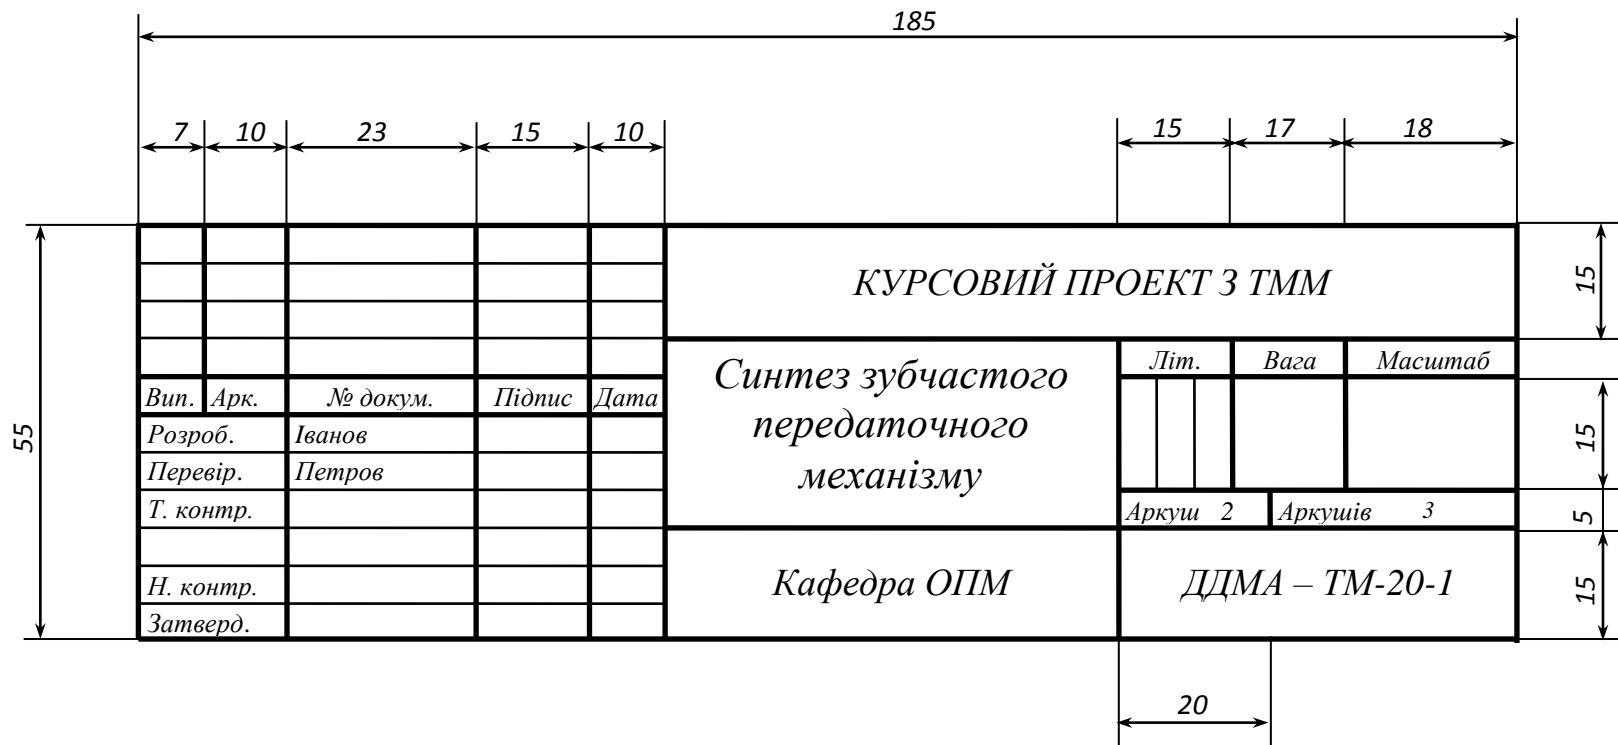 185
7 10 23 15 10 15 17 18
КУРСОВИЙ ПРОЕКТ З ТММ
15
Синтез зубчастого
передаточного
механізму
Літ. Вага Масштаб
Вип. Арк. № докум. Підпис Дата
55
Розроб. Іванов
15
Перевір. Петров
Т. контр.
Аркуш 2 Аркушів 3
5
Н. контр.
Кафедра ОПМ
ДДМА – ТМ-20-1
15
Затверд.
20